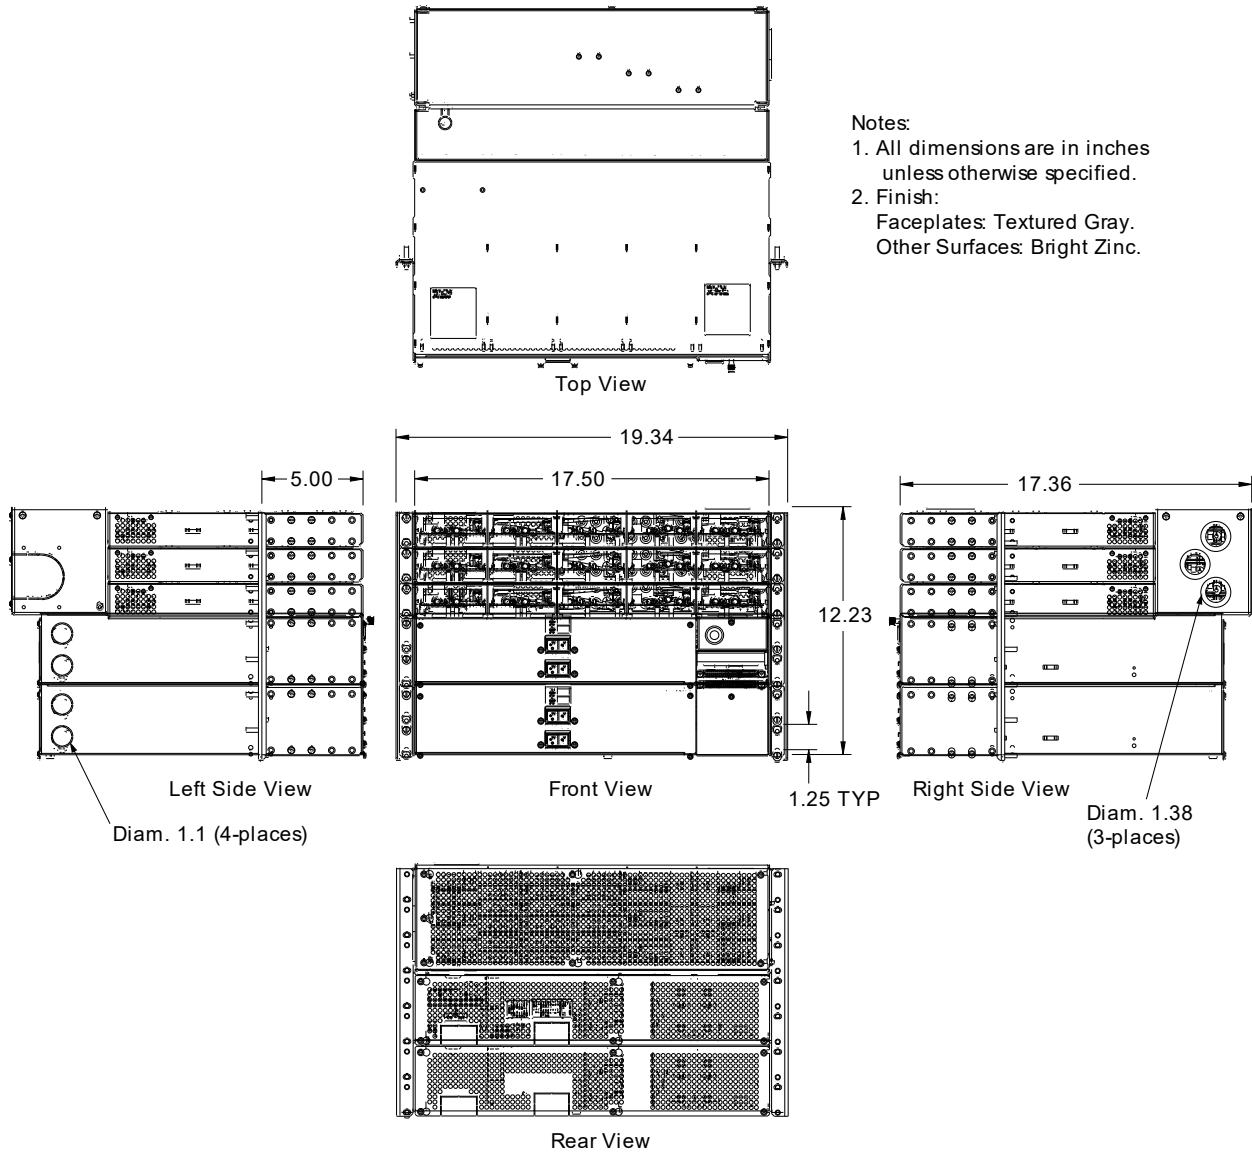 Notes:
1. All dimensions are in inches
unless otherwise specified.
2. Finish:
Faceplates: Textured Gray.
Other Surfaces: Bright Zinc.
Top View
19.34
5.00
17.50
17.36
12.23
1.25 TYP
Left Side View
Front View
Right Side View
Diam. 1.1 (4-places)
Diam. 1.38
(3-places)
Rear View